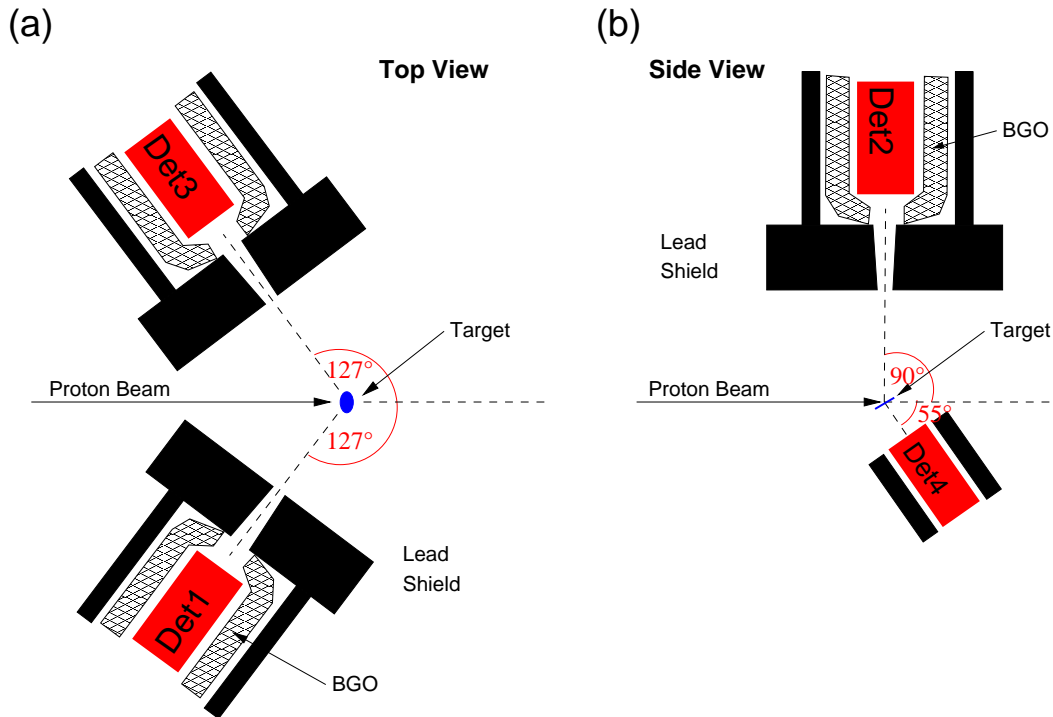 (a)
Top View
Det3
Target
127°
Proton Beam
127°
Lead
Shield
Det1
BGO
(b)
Side View
Det2
BGO
Lead
Shield
Target
90°
Proton Beam
55°
Det4